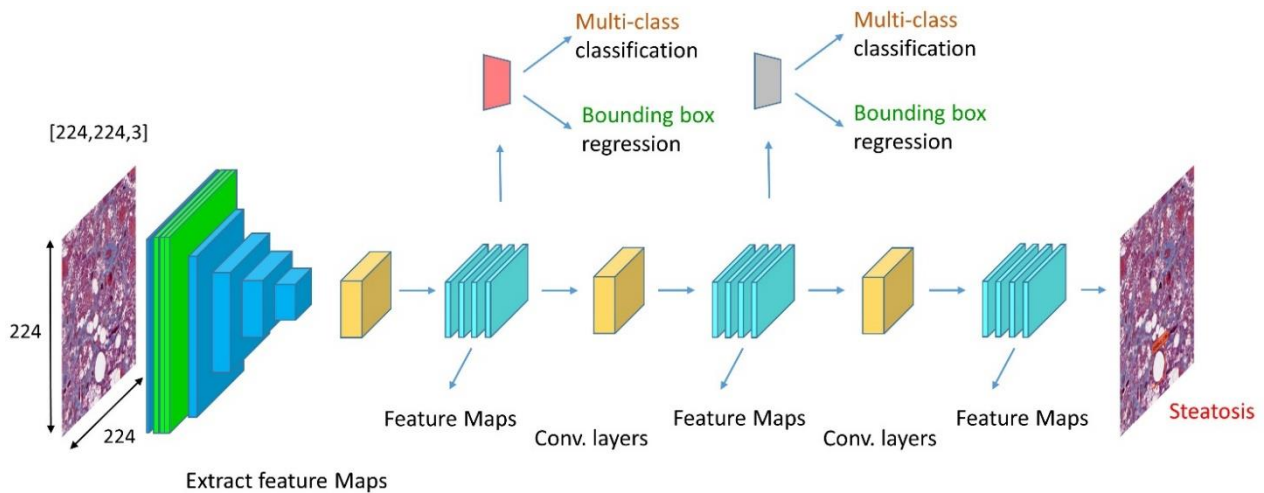 Multi-class
classification
Bounding box
regression
Multi-class
classification
Bounding box
regression
[224,224,3]
224
224
Extract feature Maps
Feature Maps
Conv. layers
Feature Maps
Conv. layers
Feature Maps
Steatosis